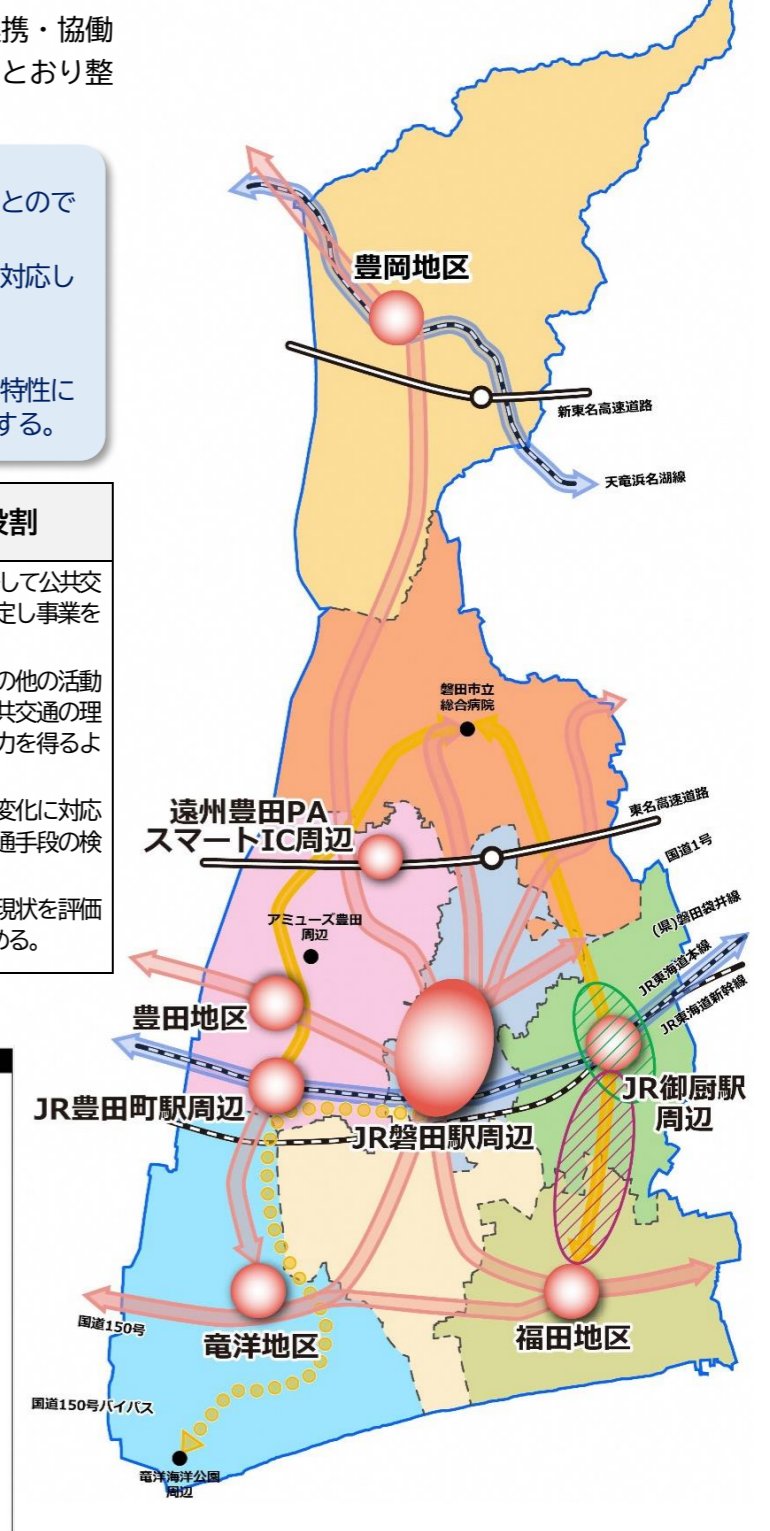 携・協働
とおり整
とので
対応し
特性に
する。
役割
して公共交
定し事業を
の他の活動
共交通の理
力を得るよ
変化に対応
通手段の検
現状を評価
める。
豊岡地区
新東名高速道路
天竜浜名湖線
磐田市立
総合病院
遠州豊田PA
スマートIC周辺
東名高速道路
国道1号
アミューズ豊田
周辺
(県)磐田袋井線
JR東海道本線
JR東海道新幹線
豊田地区
JR豊田町駅周辺
JR磐田駅周辺
JR御厨駅
周辺
国道150号
竜洋地区
福田地区
国道150号バイパス
竜洋海洋公園
周辺